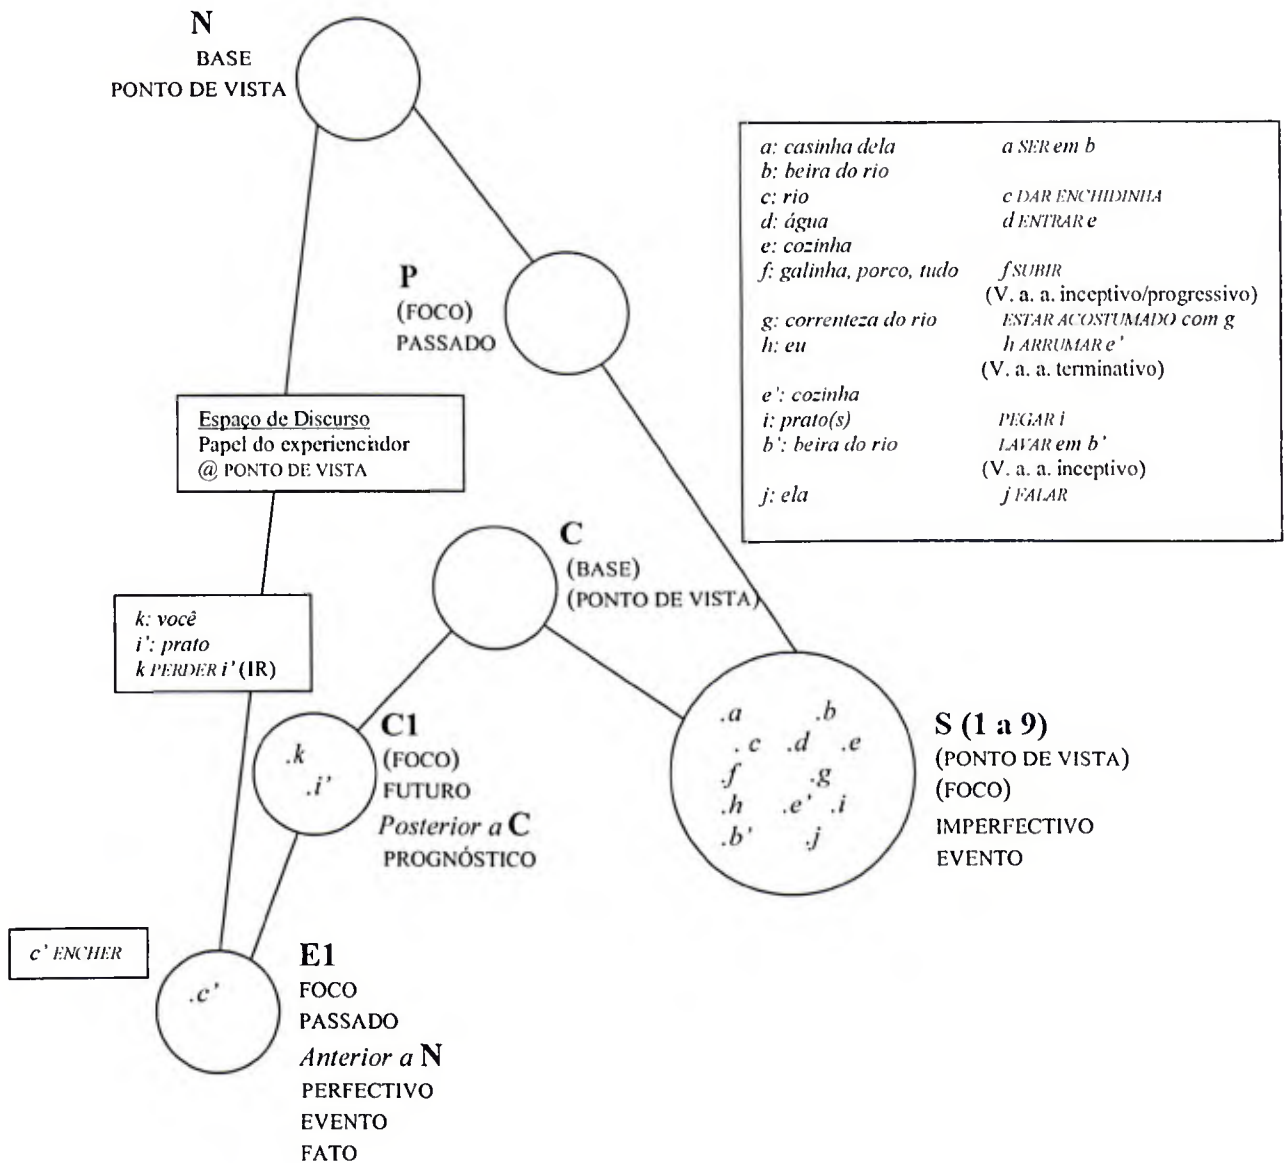 N
BASE
PONTO DE VISTA
a: casinha dela a SER em b
b: beira do rio
c: rio c DAR ENCHIDINHA
d: água d ENTRAR e
e: cozinha
f: galinha, porco, tudo f SUBIR
(V. a. a. inceptivo/progressivo)
g: correnteza do rio ESTAR ACOSTUMADO com g
h: eu h ARRUMAR e'
(V. a. a. terminativo)
e': cozinha
i: prato(s) PEGAR i
b': beira do rio LAVAR em b'
(V. a. a. inceptivo)
j: ela j FALAR
P
(FOCO)
PASSADO
Espaço de Discurso
Papel do experienciador
@ PONTO DE VISTA
C
(BASE)
(PONTO DE VISTA)
k: você
i': prato
k PERDER i' (IR)
C1
(FOCO)
FUTURO
Posterior a C
PROGNÓSTICO
.k
.i'
.a .b
.c .d .e
.f .g
.h .e' .i
.b' .j
S (1 a 9)
(PONTO DE VISTA)
(FOCO)
IMPERFECTIVO
EVENTO
c' ENCHER
.c'
E1
FOCO
PASSADO
Anterior a N
PERFECTIVO
EVENTO
FATO